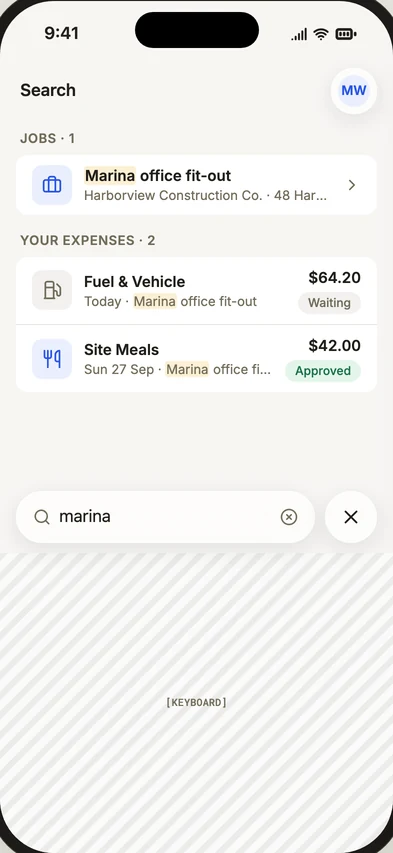 9:41
Search
MW
JOBS · 1
Marina office fit-out
Harborview Construction Co. · 48 Har...
YOUR EXPENSES · 2
Fuel & Vehicle
$64.20
Today · Marina office fit-out
Waiting
Site Meals
$42.00
Sun 27 Sep · Marina office fi...
Approved
marina
[KEYBOARD]